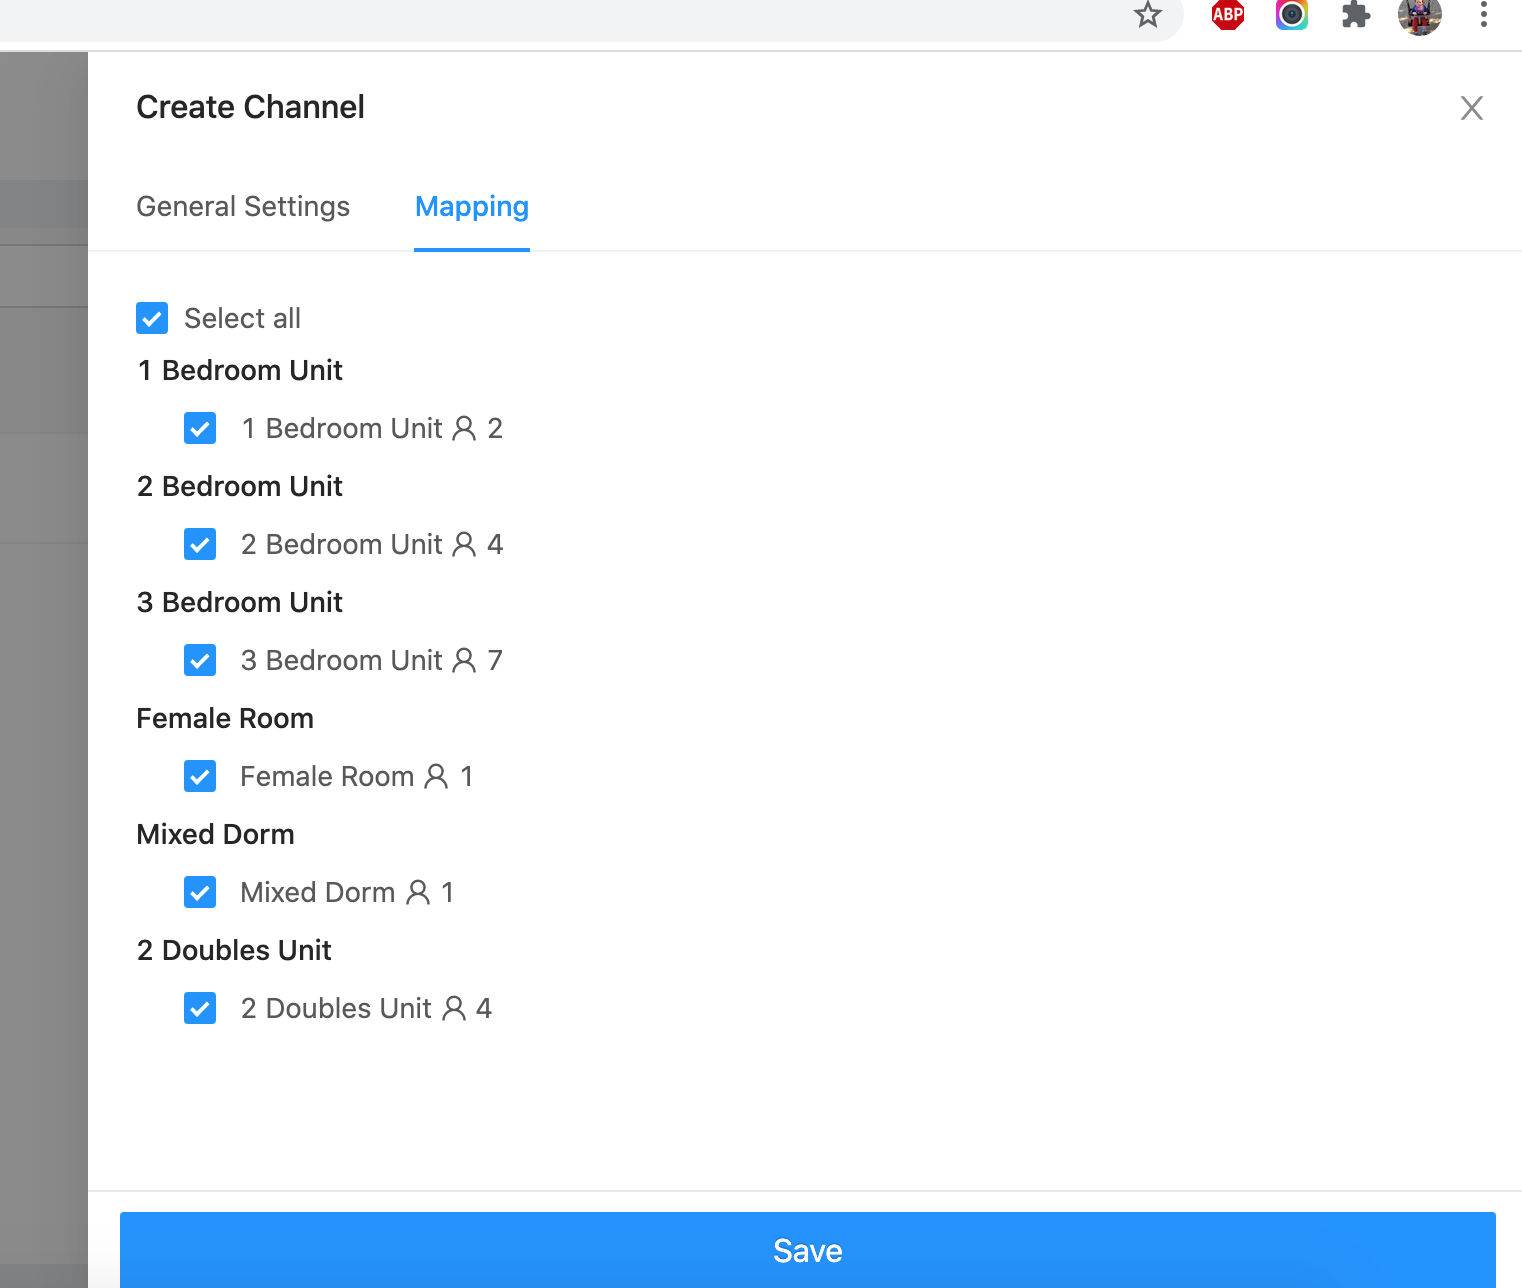 ABP
Create Channel
General Settings Mapping
Select all
1 Bedroom Unit
1 Bedroom Unit 2
2 Bedroom Unit
2 Bedroom Unit 4
3 Bedroom Unit
3 Bedroom Unit 7
Female Room
Female Room 1
Mixed Dorm
Mixed Dorm 1
2 Doubles Unit
2 Doubles Unit 4
Save